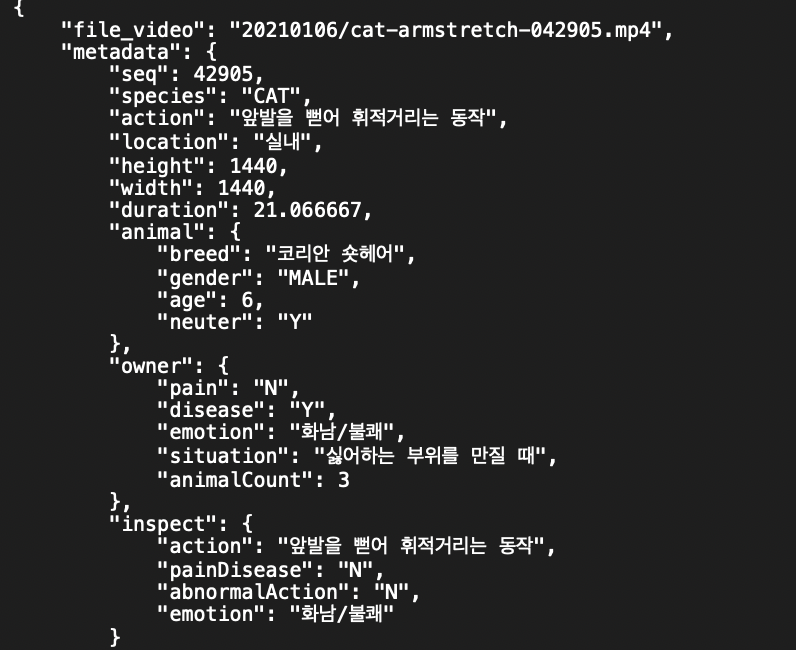 {
"file_video": "20210106/cat-armstretch-042905.mp4",
"metadata": {
"seq": 42905,
"species": "CAT",
"action": "앞발을 뻗어 휘적거리는 동작",
"location": "실내",
"height": 1440,
"width": 1440,
"duration": 21.066667,
"animal": {
"breed": "코리안 숏헤어",
"gender": "MALE",
"age": 6,
"neuter": "Y"
},
"owner": {
"pain": "N",
"disease": "Y",
"emotion": "화남/불쾌",
"situation": "싫어하는 부위를 만질 때",
"animalCount": 3
},
"inspect": {
"action": "앞발을 뻗어 휘적거리는 동작",
"painDisease": "N",
"abnormalAction": "N",
"emotion": "화남/불쾌"
}